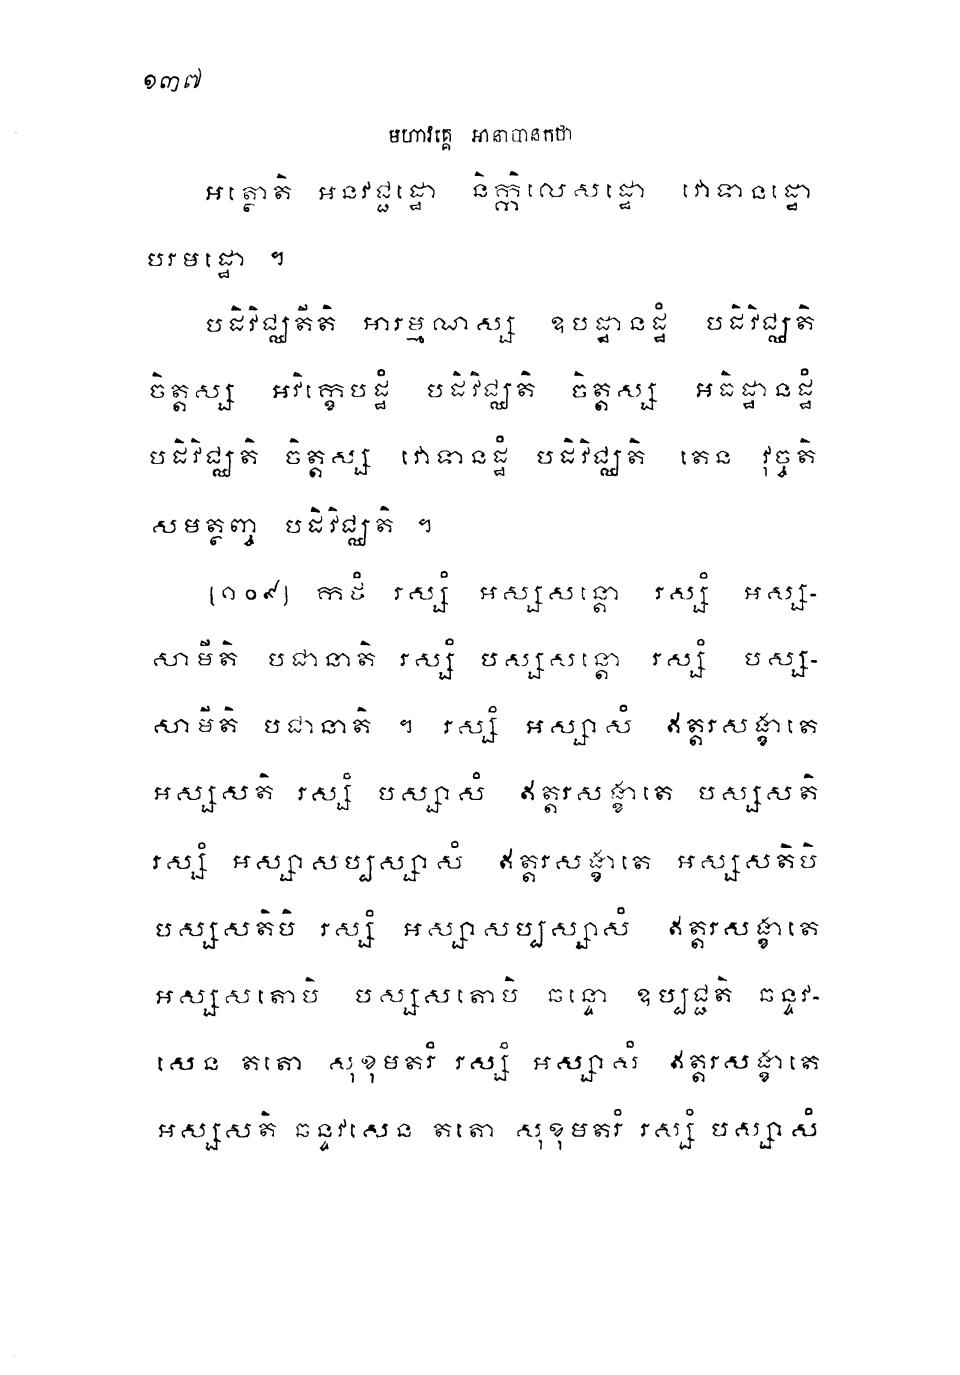 ១៣៧
មហាវគ្គេ អានាបានកថា
អត្ថោតិ អនវជ្ជដ្ឋោ និក្កិលេសដ្ឋោ វោទានដ្ឋោ
បរមដ្ឋោ ។
បដិវិជ្ឈតីតិ អារម្មណស្ស ឧបដ្ឋានដ្ឋំ បដិវិជ្ឈតិ
ចិត្តស្ស អវិក្ខេបដ្ឋំ បដិវិជ្ឈតិ ចិត្តស្ស អធិដ្ឋានដ្ឋំ
បដិវិជ្ឈតិ ចិត្តស្ស វោទានដ្ឋំ បដិវិជ្ឈតិ តេន វុច្ចតិ
សមត្ថញ្ច បដិវិជ្ឈតិ ។
[១០៩] កថំ រស្សំ អស្សសន្តោ រស្សំ អស្ស-
សាមីតិ បជានាតិ រស្សំ បស្សសន្តោ រស្សំ បស្ស-
សាមីតិ បជានាតិ ។ រស្សំ អស្សាសំ ឥត្តរសង្ខាតេ
អស្សសតិ រស្សំ បស្សាសំ ឥត្តរសង្ខាតេ បស្សសតិ
រស្សំ អស្សាសប្បស្សាសំ ឥត្តរសង្ខាតេ អស្សសតិបិ
បស្សសតិបិ រស្សំ អស្សាសប្បស្សាសំ ឥត្តរសង្ខាតេ
អស្សសតោបិ បស្សសតោបិ ឆន្ទោ ឧប្បជ្ជតិ ឆន្ទវ-
សេន តតោ សុខុមតរំ រស្សំ អស្សាសំ ឥត្តរសង្ខាតេ
អស្សសតិ ឆន្ទវសេន តតោ សុខុមតរំ រស្សំ បស្សាសំ